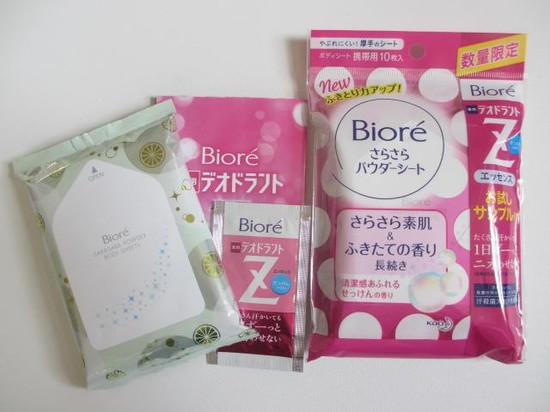 OPEN
Bioré
SARASARA POWDER
BODY SHEETS
Bioré
デオドラント
Bioré
デオドラント
Z
エッセンス
やぶれにくい!厚手のシート
ボディシート 携帯用10枚入
New
ふきとり力アップ!
Bioré
さらさら
パウダーシート
さらさら素肌
&
ふきたての香り
長続き
清潔感あふれる
せっけんの香り
Kao
数量限定
Bioré
デオドラント
Z
エッセンス
お試し
サンプル